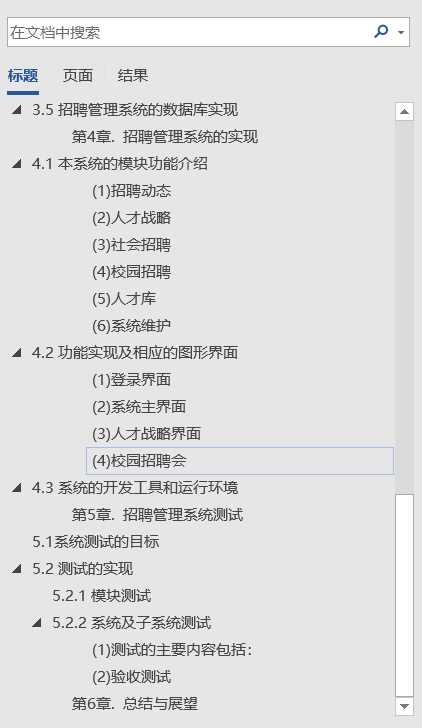 在文档中搜索
标题 页面 结果
3.5 招聘管理系统的数据库实现
第4章. 招聘管理系统的实现
4.1 本系统的模块功能介绍
(1)招聘动态
(2)人才战略
(3)社会招聘
(4)校园招聘
(5)人才库
(6)系统维护
4.2 功能实现及相应的图形界面
(1)登录界面
(2)系统主界面
(3)人才战略界面
(4)校园招聘会
4.3 系统的开发工具和运行环境
第5章. 招聘管理系统测试
5.1系统测试的目标
5.2 测试的实现
5.2.1 模块测试
5.2.2 系统及子系统测试
(1)测试的主要内容包括：
(2)验收测试
第6章. 总结与展望